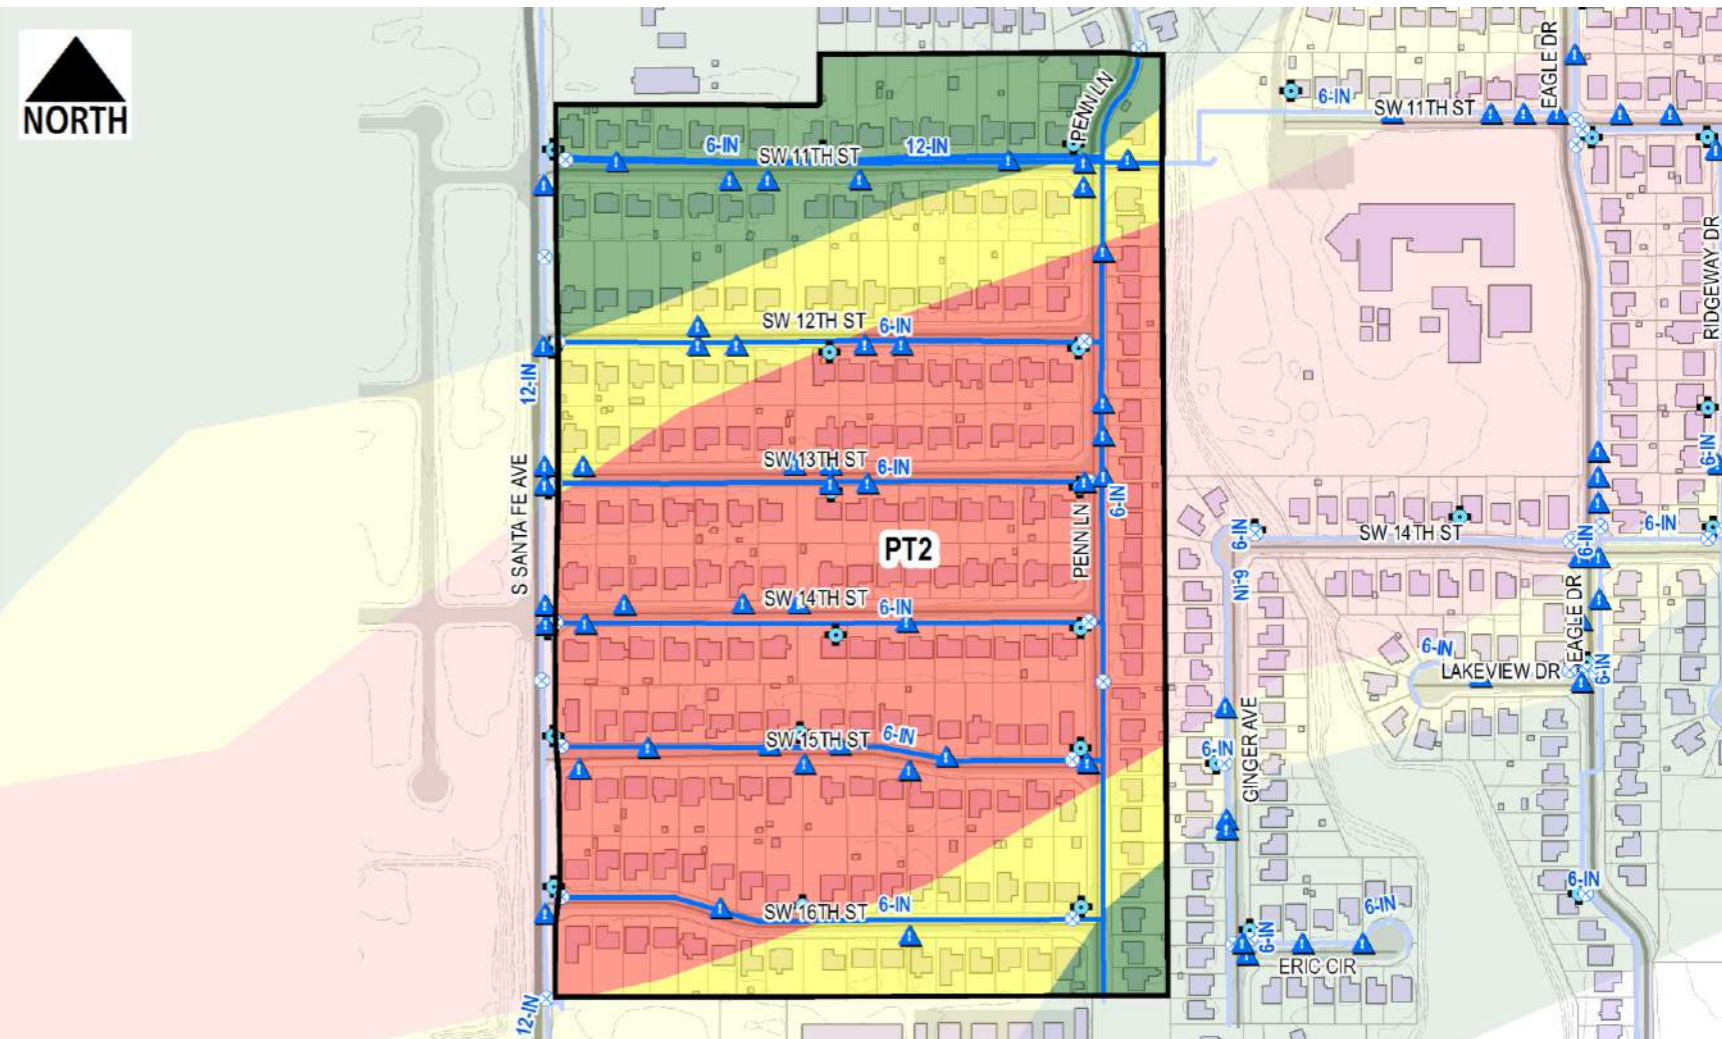 NORTH
EAGLE DR
PENN LN
6-IN
SW 11TH ST
6-IN
SW 11TH ST
12-IN
RIDGEWAY DR
SW 12TH ST
6-IN
12-IN
S SANTA FE AVE
SW 13TH ST
6-IN
6-IN
6-IN
PENN LN
PT2
6-IN
SW 14TH ST
6-IN
6-IN
6-IN
EAGLE DR
SW 14TH ST
6-IN
6-IN
LAKEVIEW DR
6-IN
GINGER AVE
SW 15TH ST
6-IN
6-IN
6-IN
SW 16TH ST
6-IN
6-IN
6-IN
ERIC CIR
12-IN